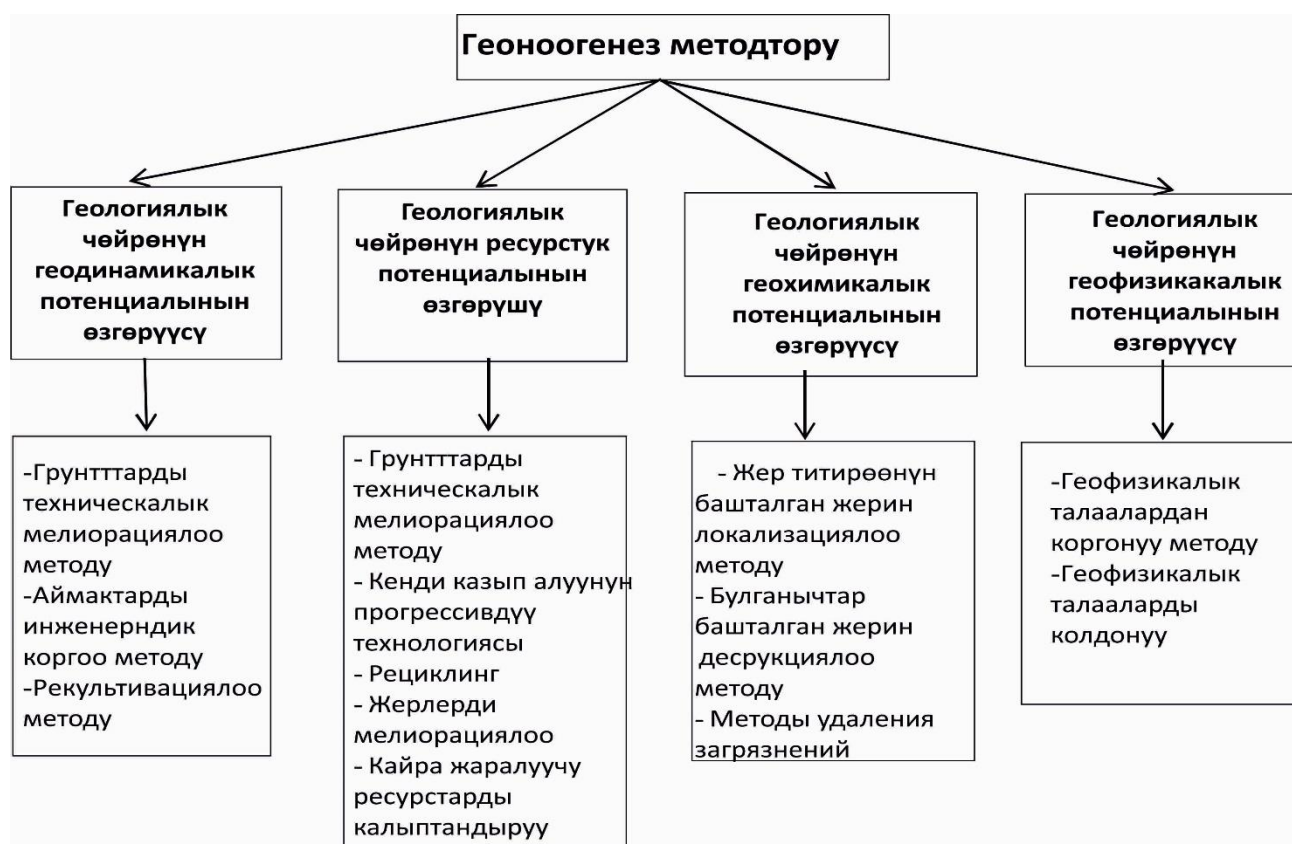 Геоноогенез методтору
Геологиялык
чөйрөнүн
геодинамикалык
потенциалынын
өзгөрүүсү
Геологиялык
чөйрөнүн ресурстук
потенциалынын
өзгөрүшү
Геологиялык
чөйрөнүн
геохимикалык
потенциалынын
өзгөрүүсү
Геологиялык
чөйрөнүн
геофизикакалык
потенциалынын
өзгөрүүсү
-Грунтттарды
техническалык
мелиорациялоо
методу
-Аймактарды
инженерндик
коргоо методу
-Рекультивациялоо
методу
- Грунтттарды
техническалык
мелиорациялоо
методу
- Кенди казып алуунун
прогрессивдүү
технологиясы
- Рециклинг
- Жерлерди
мелиорациялоо
- Кайра жаралуучу
ресурстарды
калыптандыруу
- Жер титирөөнүн
башталган жерин
локализациялоо
методу
- Булганычтар
башталган жерин
десрукциялоо
методу
- Методы удаления
загрязнений
-Геофизикалык
талаалардан
коргонуу методу
-Геофизикалык
талааларды
колдонуу